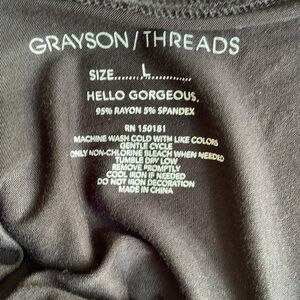 GRAYSON/THREADS
SIZE.........L............
HELLO GORGEOUS,
95% RAYON 5% SPANDEX
RN 150181
MACHINE WASH COLD WITH LIKE COLORS
GENTLE CYCLE
ONLY NON-CHLORINE BLEACH WHEN NEEDED
TUMBLE DRY LOW
REMOVE PROMPTLY
COOL IRON IF NEEDED
DO NOT IRON DECORATION
MADE IN CHINA